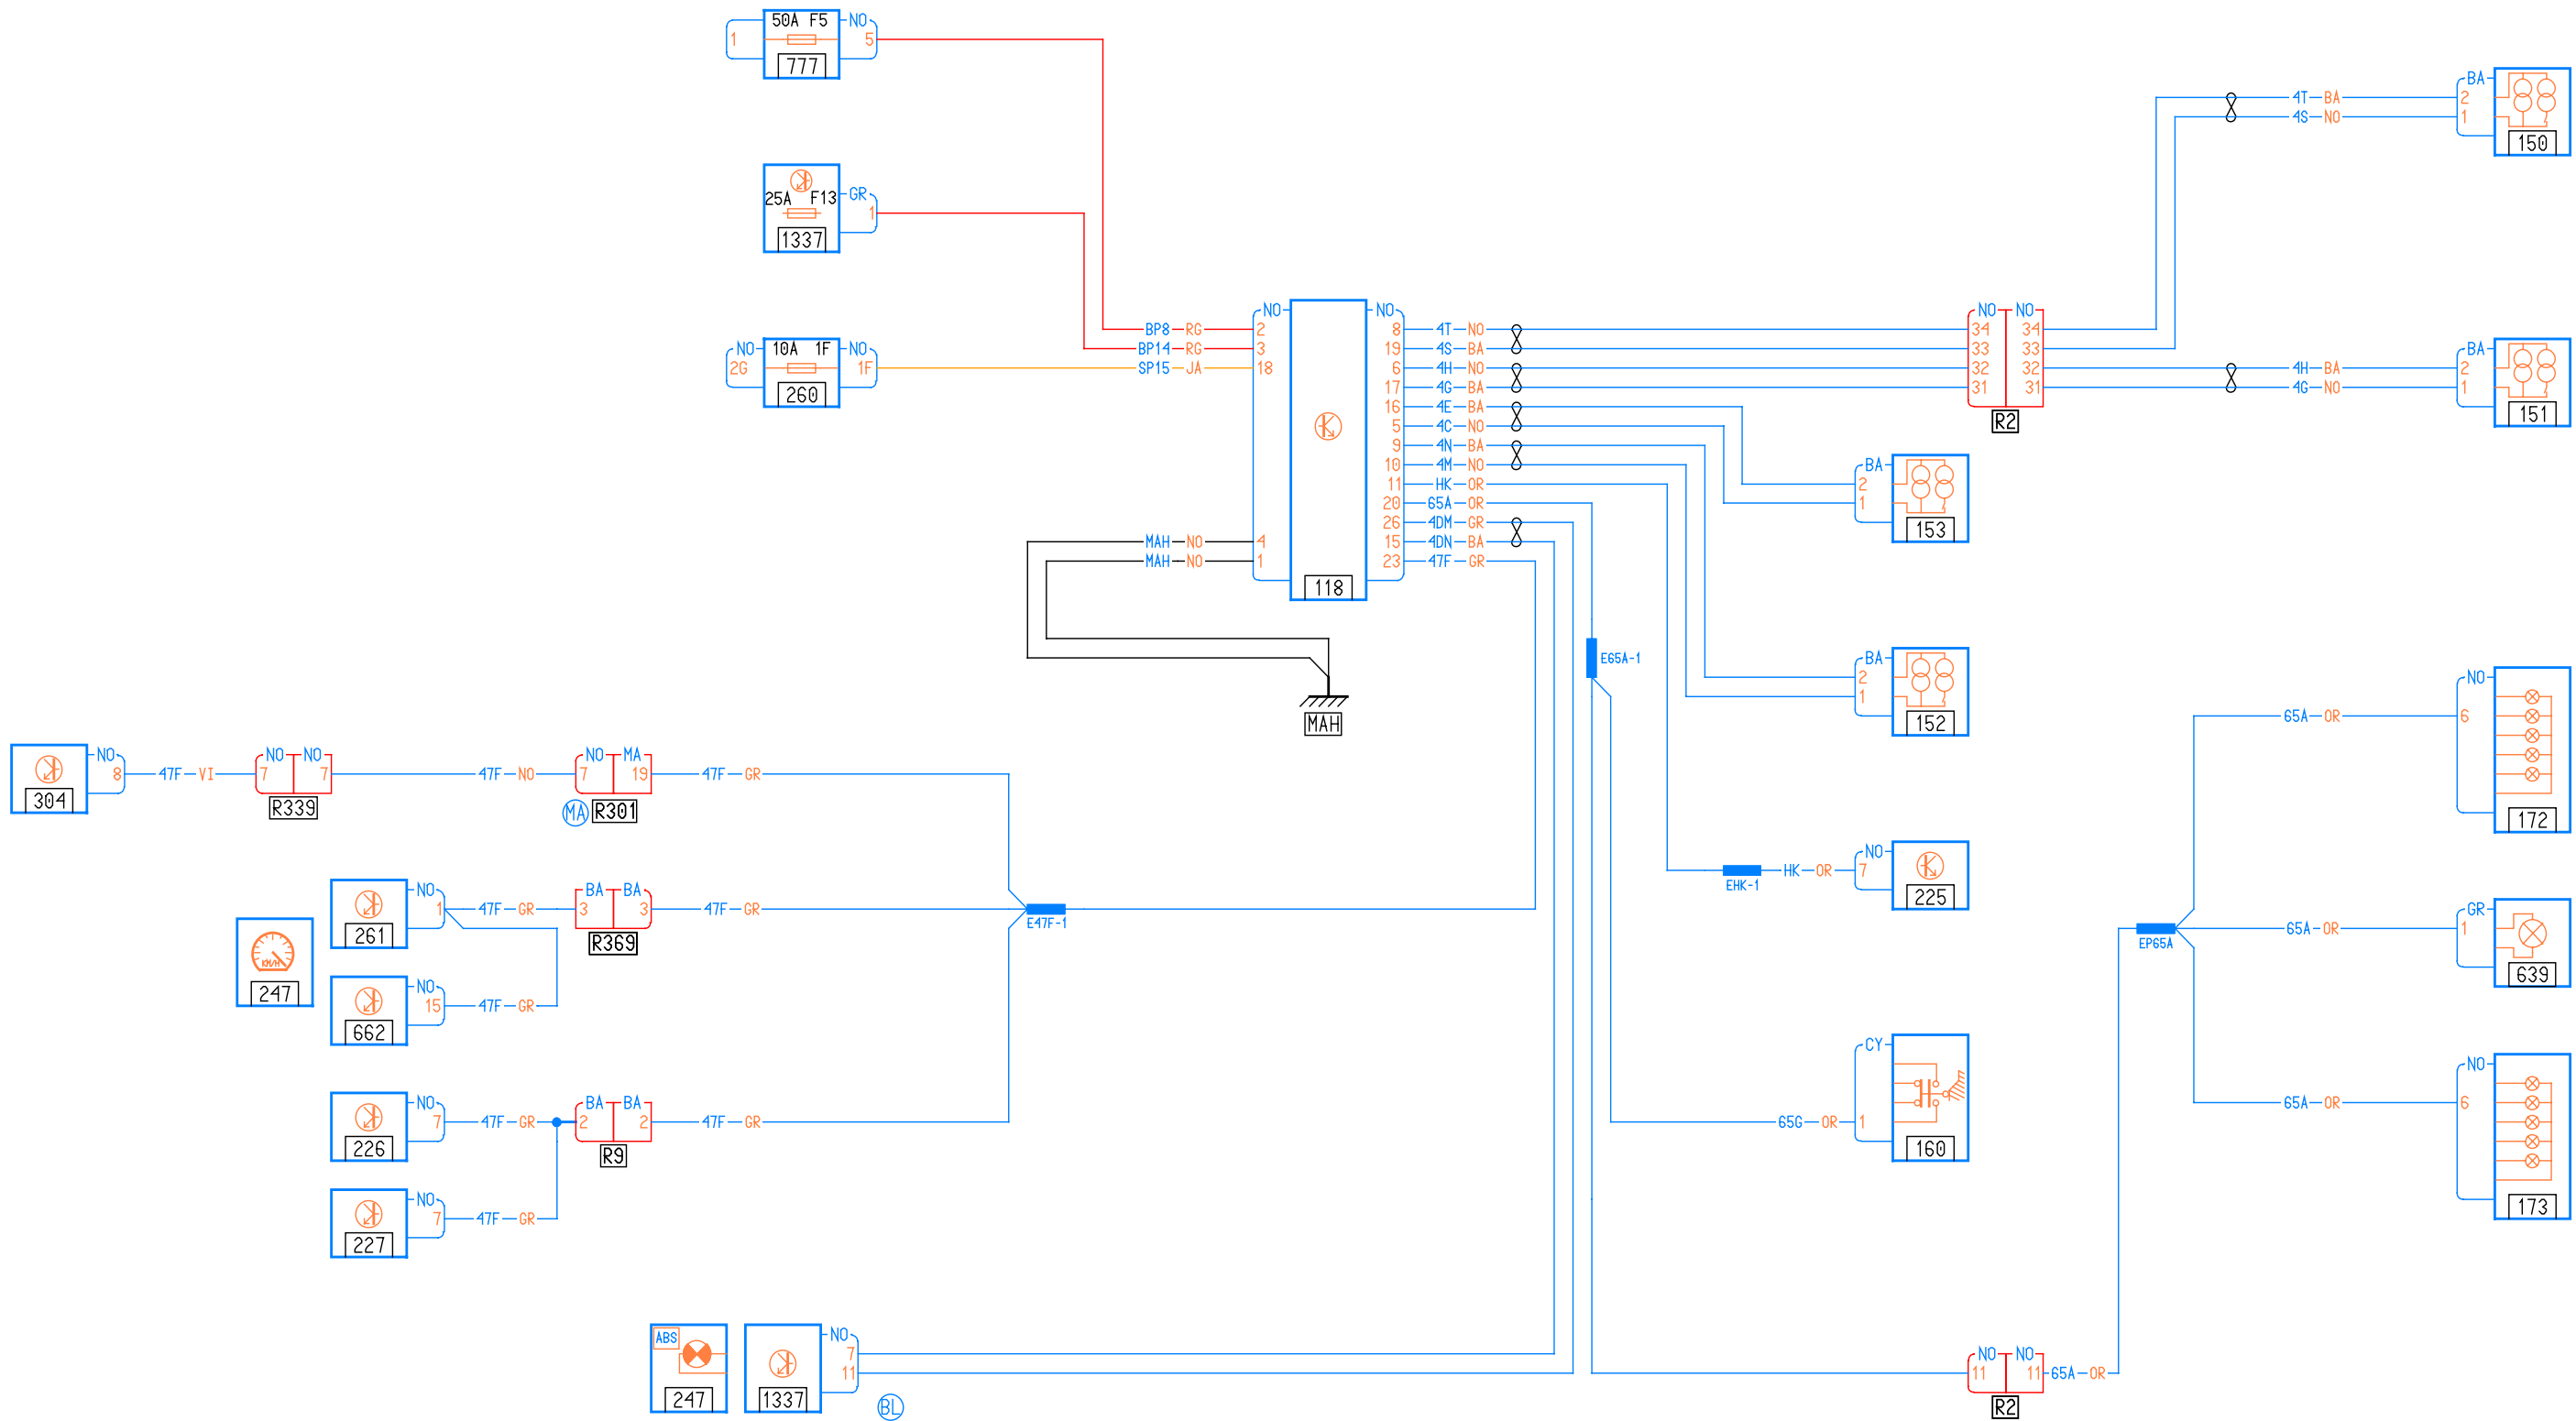 50A F5 NO
1 5
777
25A F13 GR
1
1337
NO 10A 1F NO
2G 1F
260
BP8 RG 2
BP14 RG 3
SP15 JA 18
MAH NO 4
MAH NO 1
NO NO
118
MAH
8 4T NO
19 4S BA
6 4H NO
17 4G BA
16 4E BA
5 4C NO
9 4N BA
10 4M NO
11 HK OR
20 65A OR
26 4DM GR
15 4DN BA
23 47F GR
NO NO
34 34
33 33
32 32
31 31
R2
4T BA 2 BA
4S NO 1
150
4H BA 2 BA
4G NO 1
151
BA
2
1
153
E65A-1
BA
2
1
152
NO
EHK-1 HK OR 7
225
CY
65G OR 1
160
NO
65A OR 6
172
EP65A
GR
65A OR 1
639
NO
65A OR 6
173
NO NO
11 11 65A OR
R2
NO NO NO NO MA
8 47F VI 7 7 47F NO 7 19 47F GR
304 R339 MA R301
NO BA BA
1 47F GR 3 3 47F GR
261 R369
E47F-1
KM/H
247
NO
15 47F GR
662
NO BA BA
7 47F GR 2 2 47F GR
226 R9
NO
7 47F GR
227
ABS NO
7
11
247 1337 BL